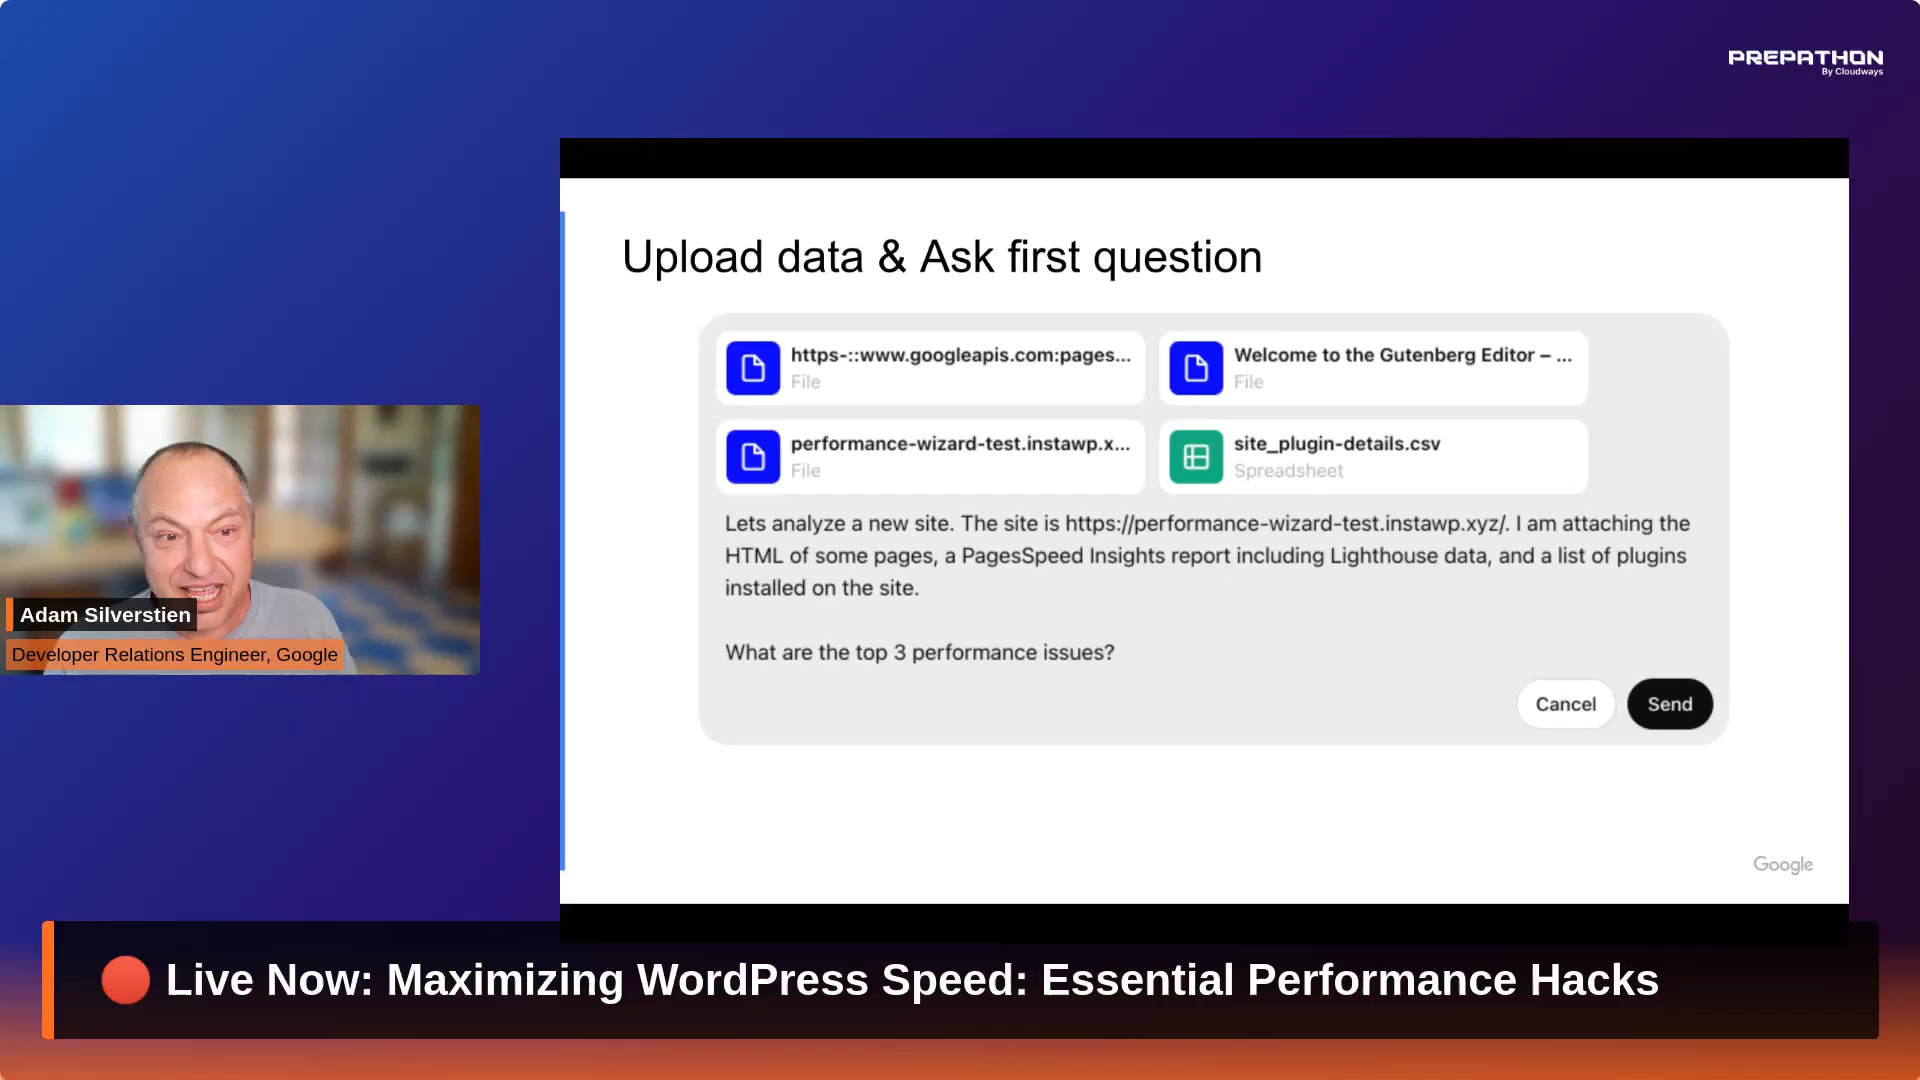 PREPATHON
By Cloudways
Upload data & Ask first question
https-::www.googleapis.com:pages...
File
Welcome to the Gutenberg Editor – ...
File
performance-wizard-test.instawp.x...
File
site_plugin-details.csv
Spreadsheet
Lets analyze a new site. The site is https://performance-wizard-test.instawp.xyz/. I am attaching the
HTML of some pages, a PagesSpeed Insights report including Lighthouse data, and a list of plugins
installed on the site.
What are the top 3 performance issues?
Cancel
Send
Google
Adam Silverstien
Developer Relations Engineer, Google
Live Now: Maximizing WordPress Speed: Essential Performance Hacks